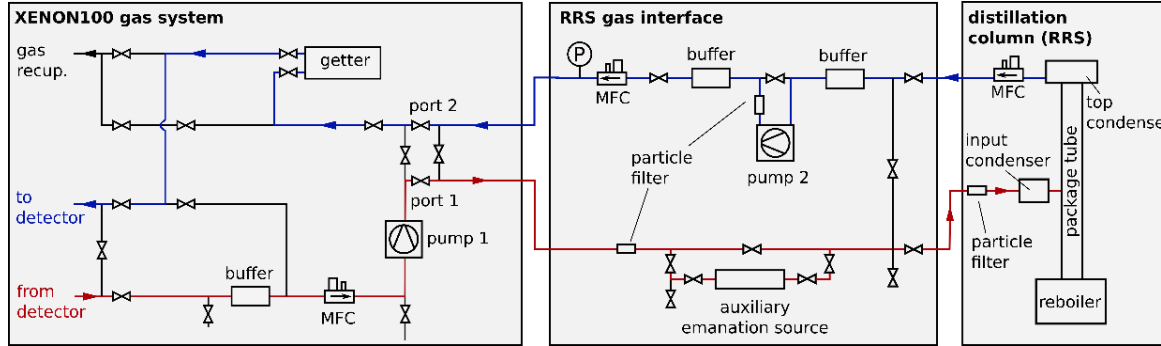 XENON100 gas system
gas
recup.
getter
port 2
to
detector
port 1
pump 1
buffer
from
detector
MFC
RRS gas interface
P
buffer
buffer
MFC
particle
filter
pump 2
auxiliary
emanation source
distillation
column (RRS)
MFC
top
condense
input
condenser
package tube
particle
filter
reboiler